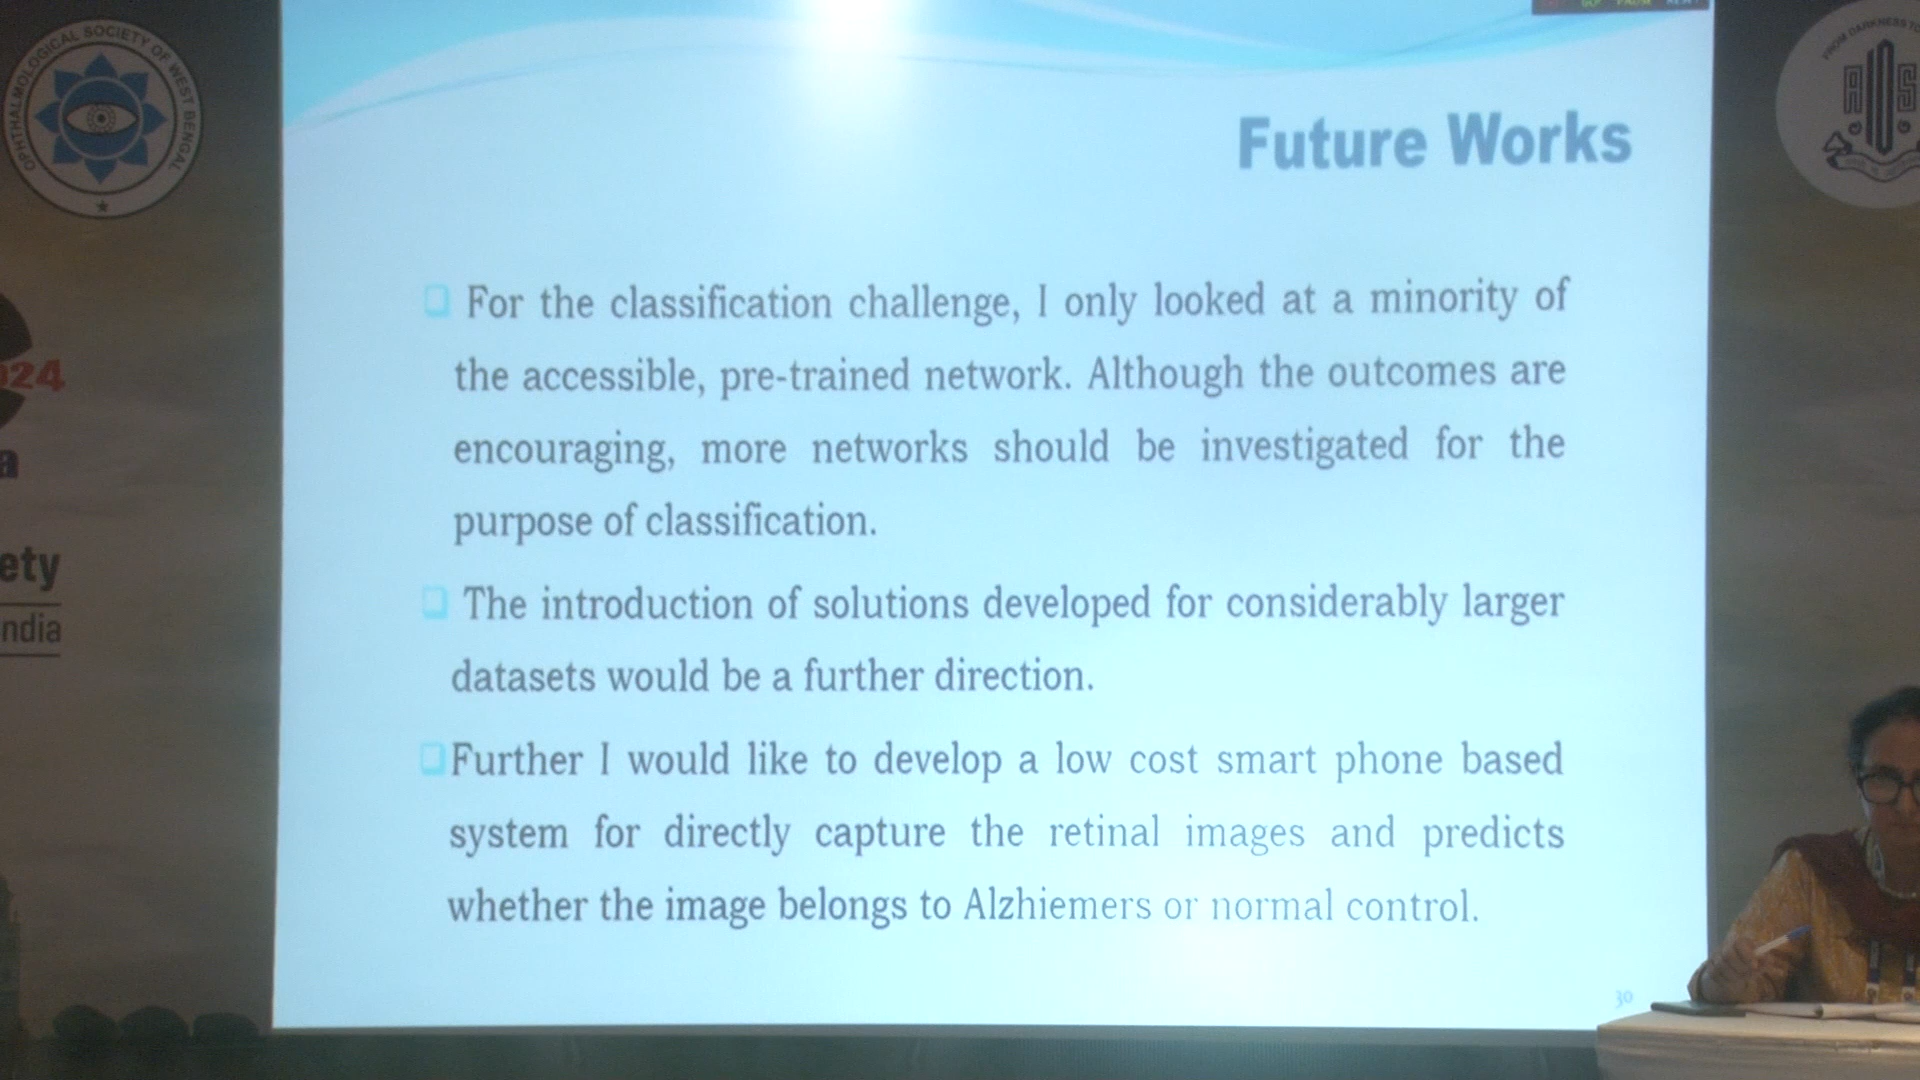 OPHTHALMOLOGICAL SOCIETY OF WEST BENGAL
Future Works
For the classification challenge, I only looked at a minority of
the accessible, pre-trained network. Although the outcomes are
encouraging, more networks should be investigated for the
purpose of classification.
The introduction of solutions developed for considerably larger
datasets would be a further direction.
Further I would like to develop a low cost smart phone based
system for directly capture the retinal images and predicts
whether the image belongs to Alzhiemers or normal control.
30
024
a
ety
ndia
FROM DARKNESS TO